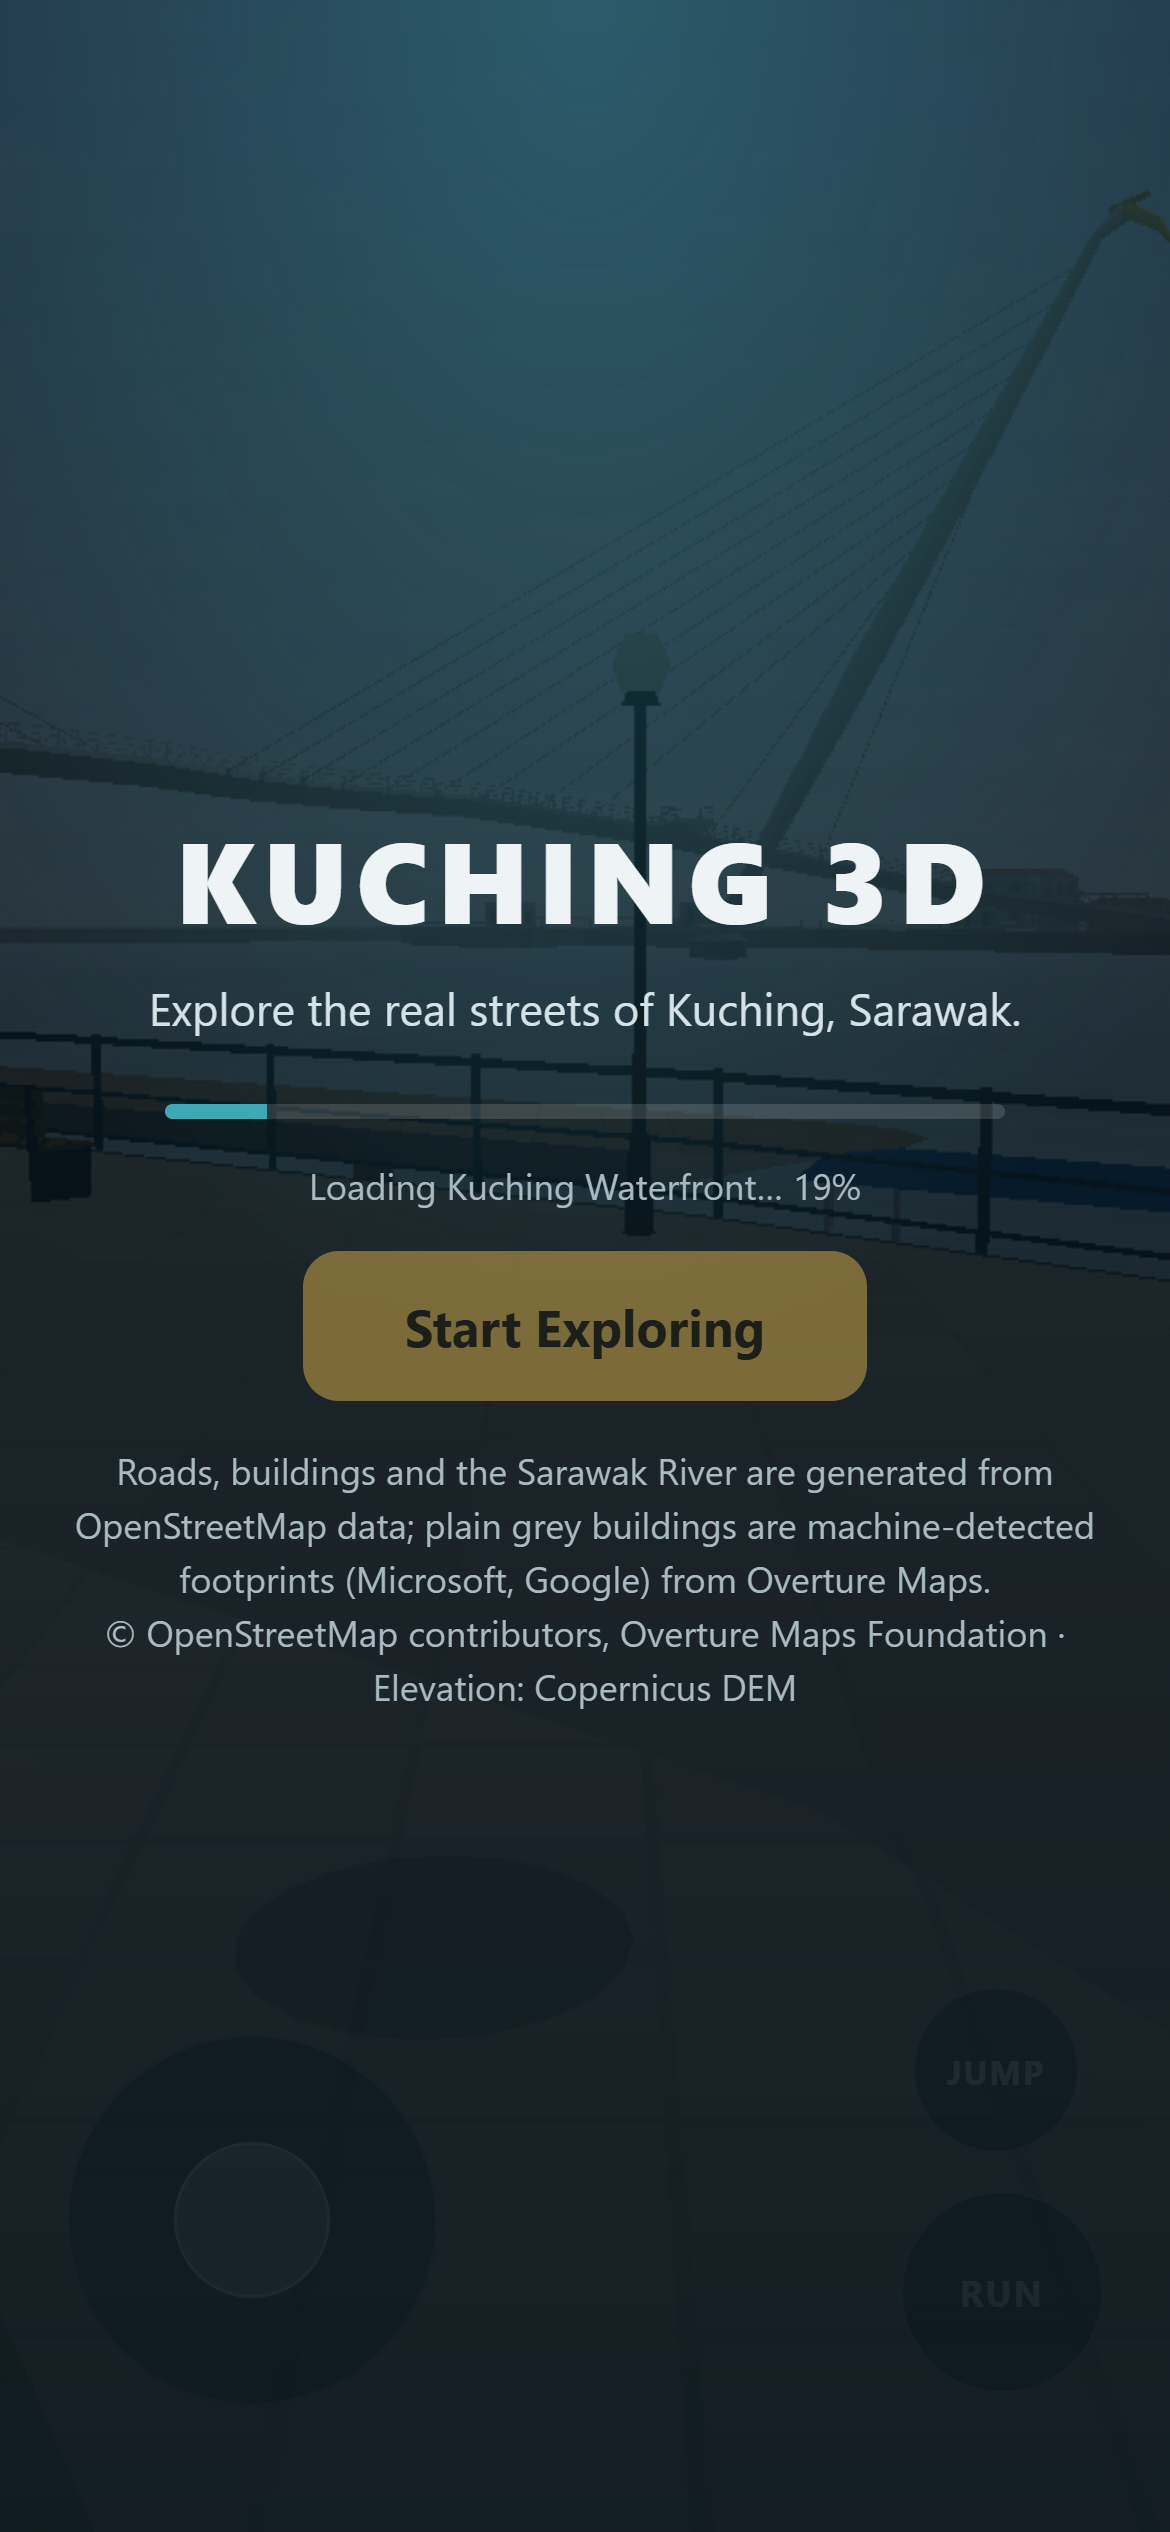 KUCHING 3D
Explore the real streets of Kuching, Sarawak.
Loading Kuching Waterfront… 19%
Start Exploring
Roads, buildings and the Sarawak River are generated from
OpenStreetMap data; plain grey buildings are machine-detected
footprints (Microsoft, Google) from Overture Maps.
© OpenStreetMap contributors, Overture Maps Foundation ·
Elevation: Copernicus DEM
JUMP
RUN